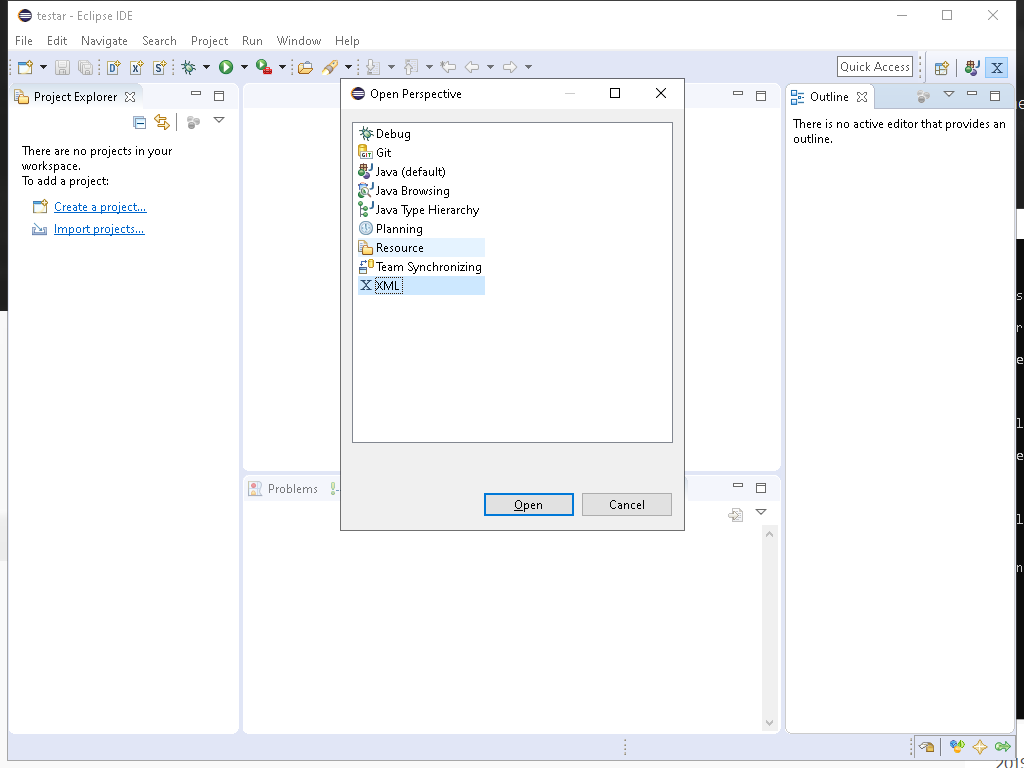 testar - Eclipse IDE
File Edit Navigate Search Project Run Window Help
Quick Access
Project Explorer
There are no projects in your
workspace.
To add a project:
Create a project...
Import projects...
Open Perspective
Debug
Git
Java (default)
Java Browsing
Java Type Hierarchy
Planning
Resource
Team Synchronizing
XML
Open Cancel
Problems
Outline
There is no active editor that provides an
outline.